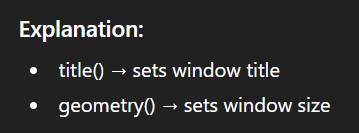 Explanation:
• title() → sets window title
• geometry() → sets window size